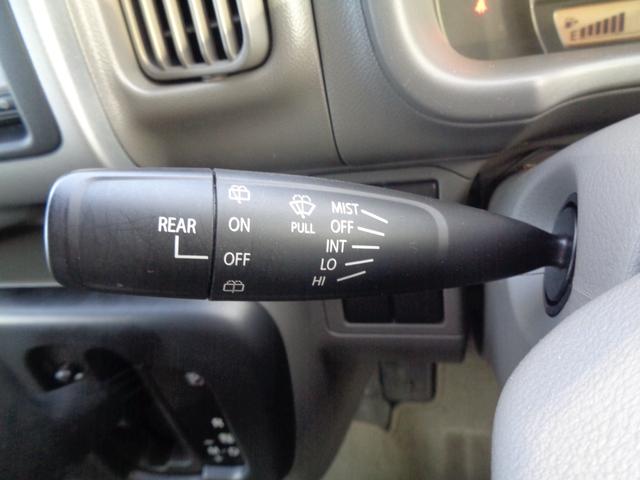 REAR
ON
OFF
PULL
MIST
OFF
INT
LO
HI